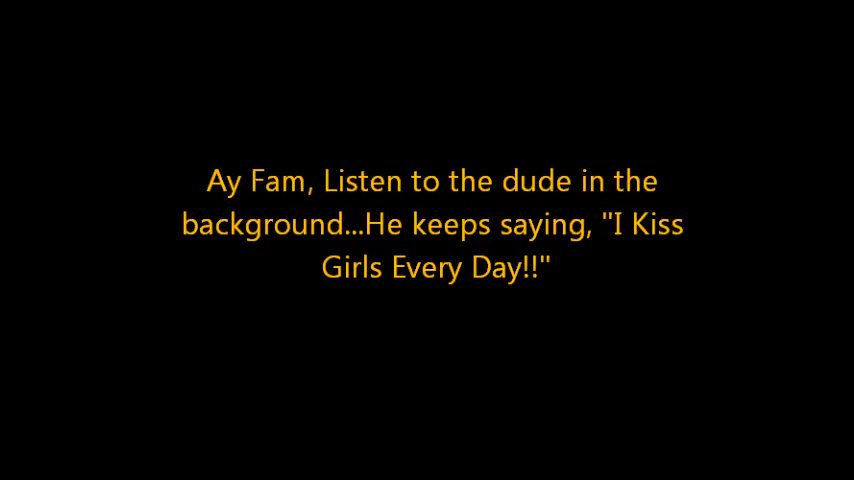 Ay Fam, Listen to the dude in the
background...He keeps saying, "I Kiss
Girls Every Day!!"